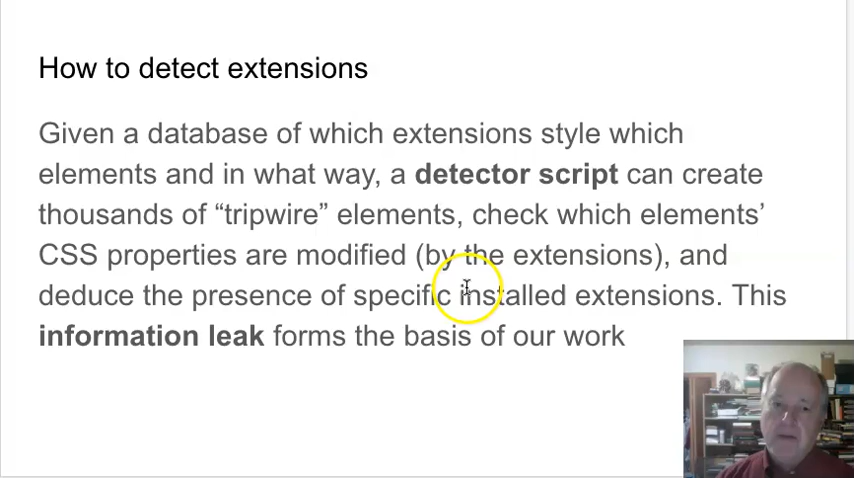 How to detect extensions
Given a database of which extensions style which
elements and in what way, a detector script can create
thousands of “tripwire” elements, check which elements’
CSS properties are modified (by the extensions), and
deduce the presence of specific installed extensions. This
information leak forms the basis of our work